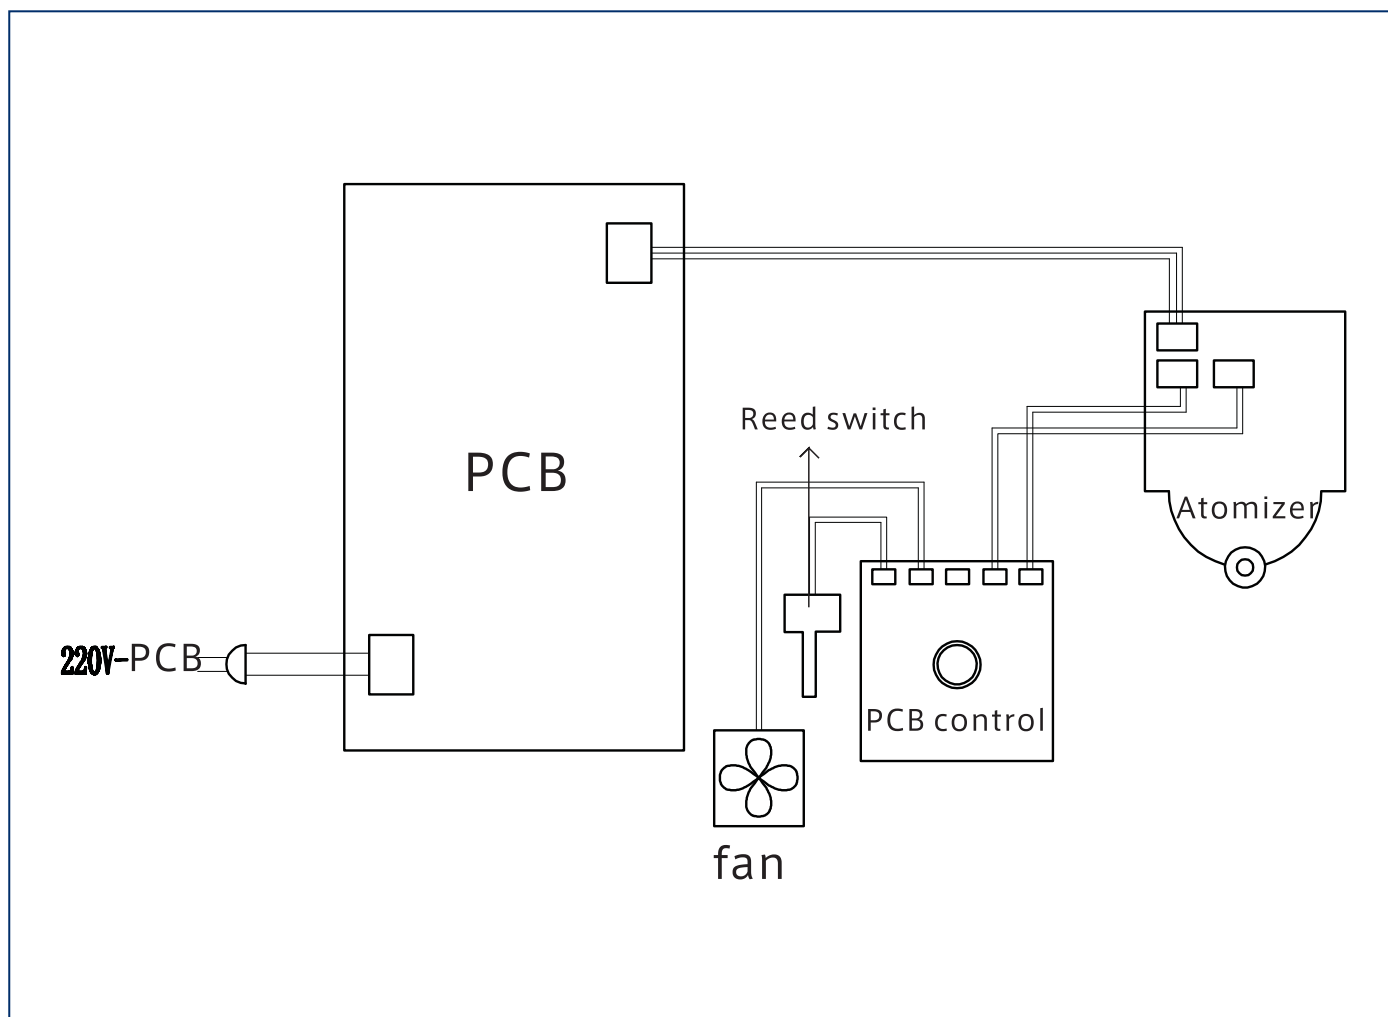 Reed switch
PCB
Atomizer
220V-PCB
PCB control
fan